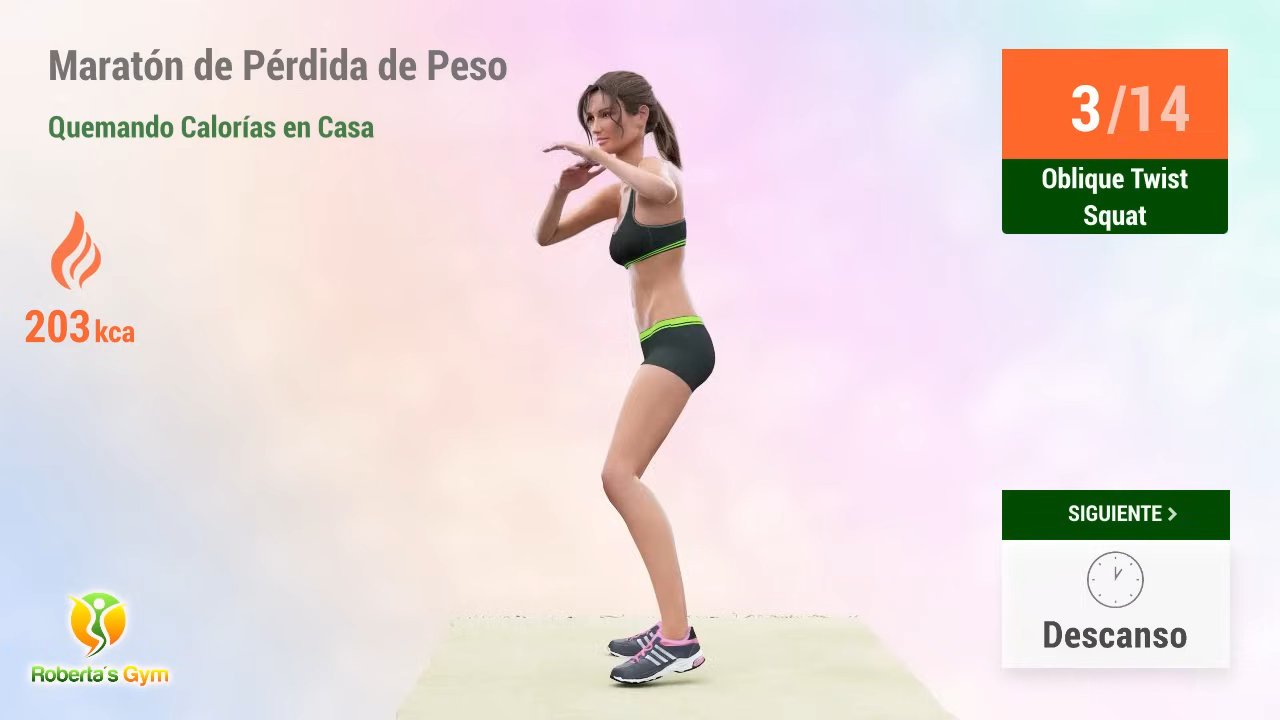 Maratón de Pérdida de Peso
Quemando Calorías en Casa
203 kca
3/14
Oblique Twist
Squat
SIGUIENTE >
Descanso
Roberta´s Gym